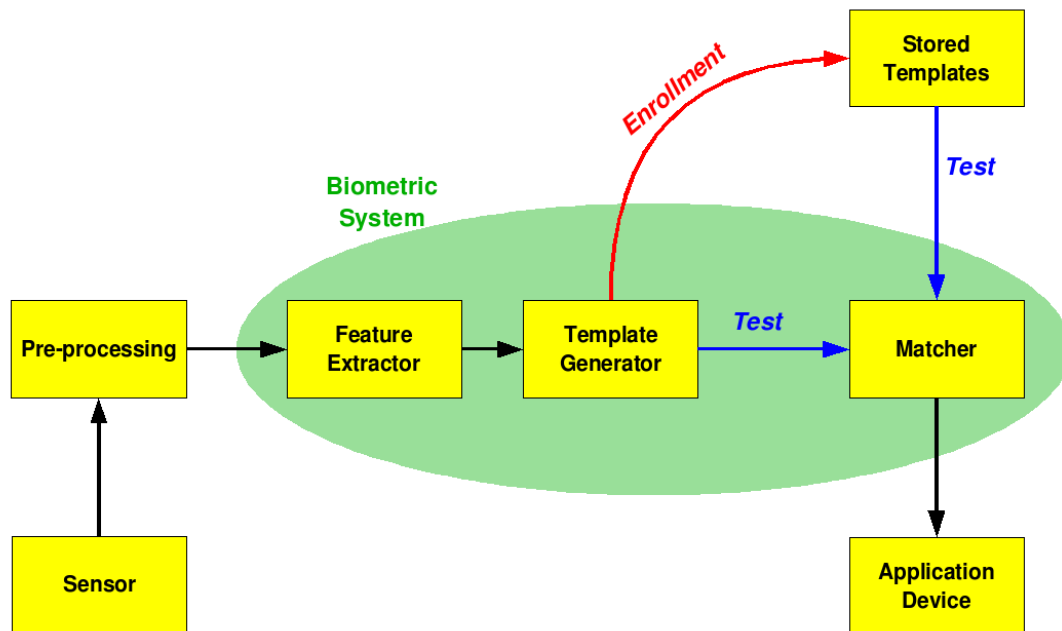 Stored
Templates
Enrollment
Test
Biometric
System
Pre-processing
Feature
Extractor
Template
Generator
Test
Matcher
Sensor
Application
Device